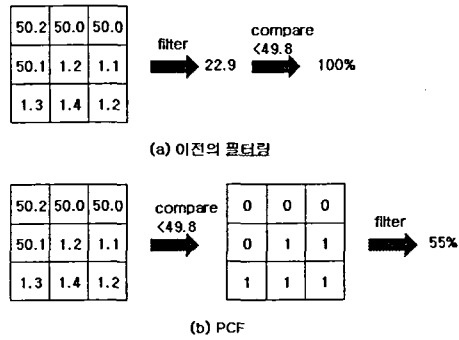 50.2 50.0 50.0
50.1 1.2 1.1
1.3 1.4 1.2
filter
22.9
compare
<49.8
100%
(a) 이전의 필터링
50.2 50.0 50.0
50.1 1.2 1.1
1.3 1.4 1.2
compare
<49.8
0 0 0
0 1 1
1 1 1
filter
55%
(b) PCF